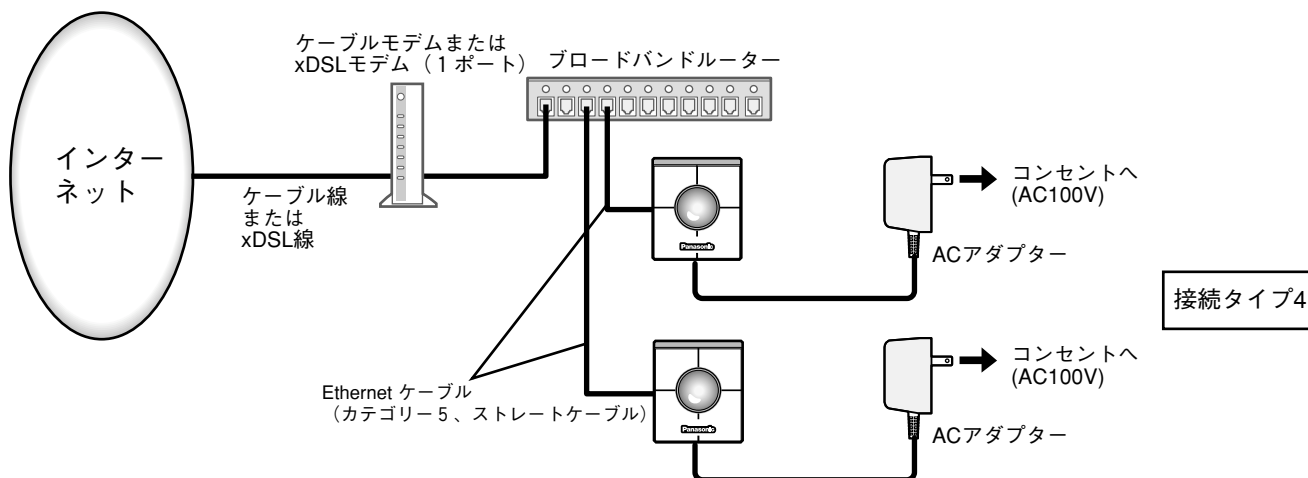 ケーブルモデムまたは
xDSLモデム（1ポート）
ブロードバンドルーター
インター
ネット
ケーブル線
または
xDSL線
Panasonic
コンセントへ
(AC100V)
ACアダプター
接続タイプ4
Ethernet ケーブル
（カテゴリー5、ストレートケーブル）
Panasonic
コンセントへ
(AC100V)
ACアダプター